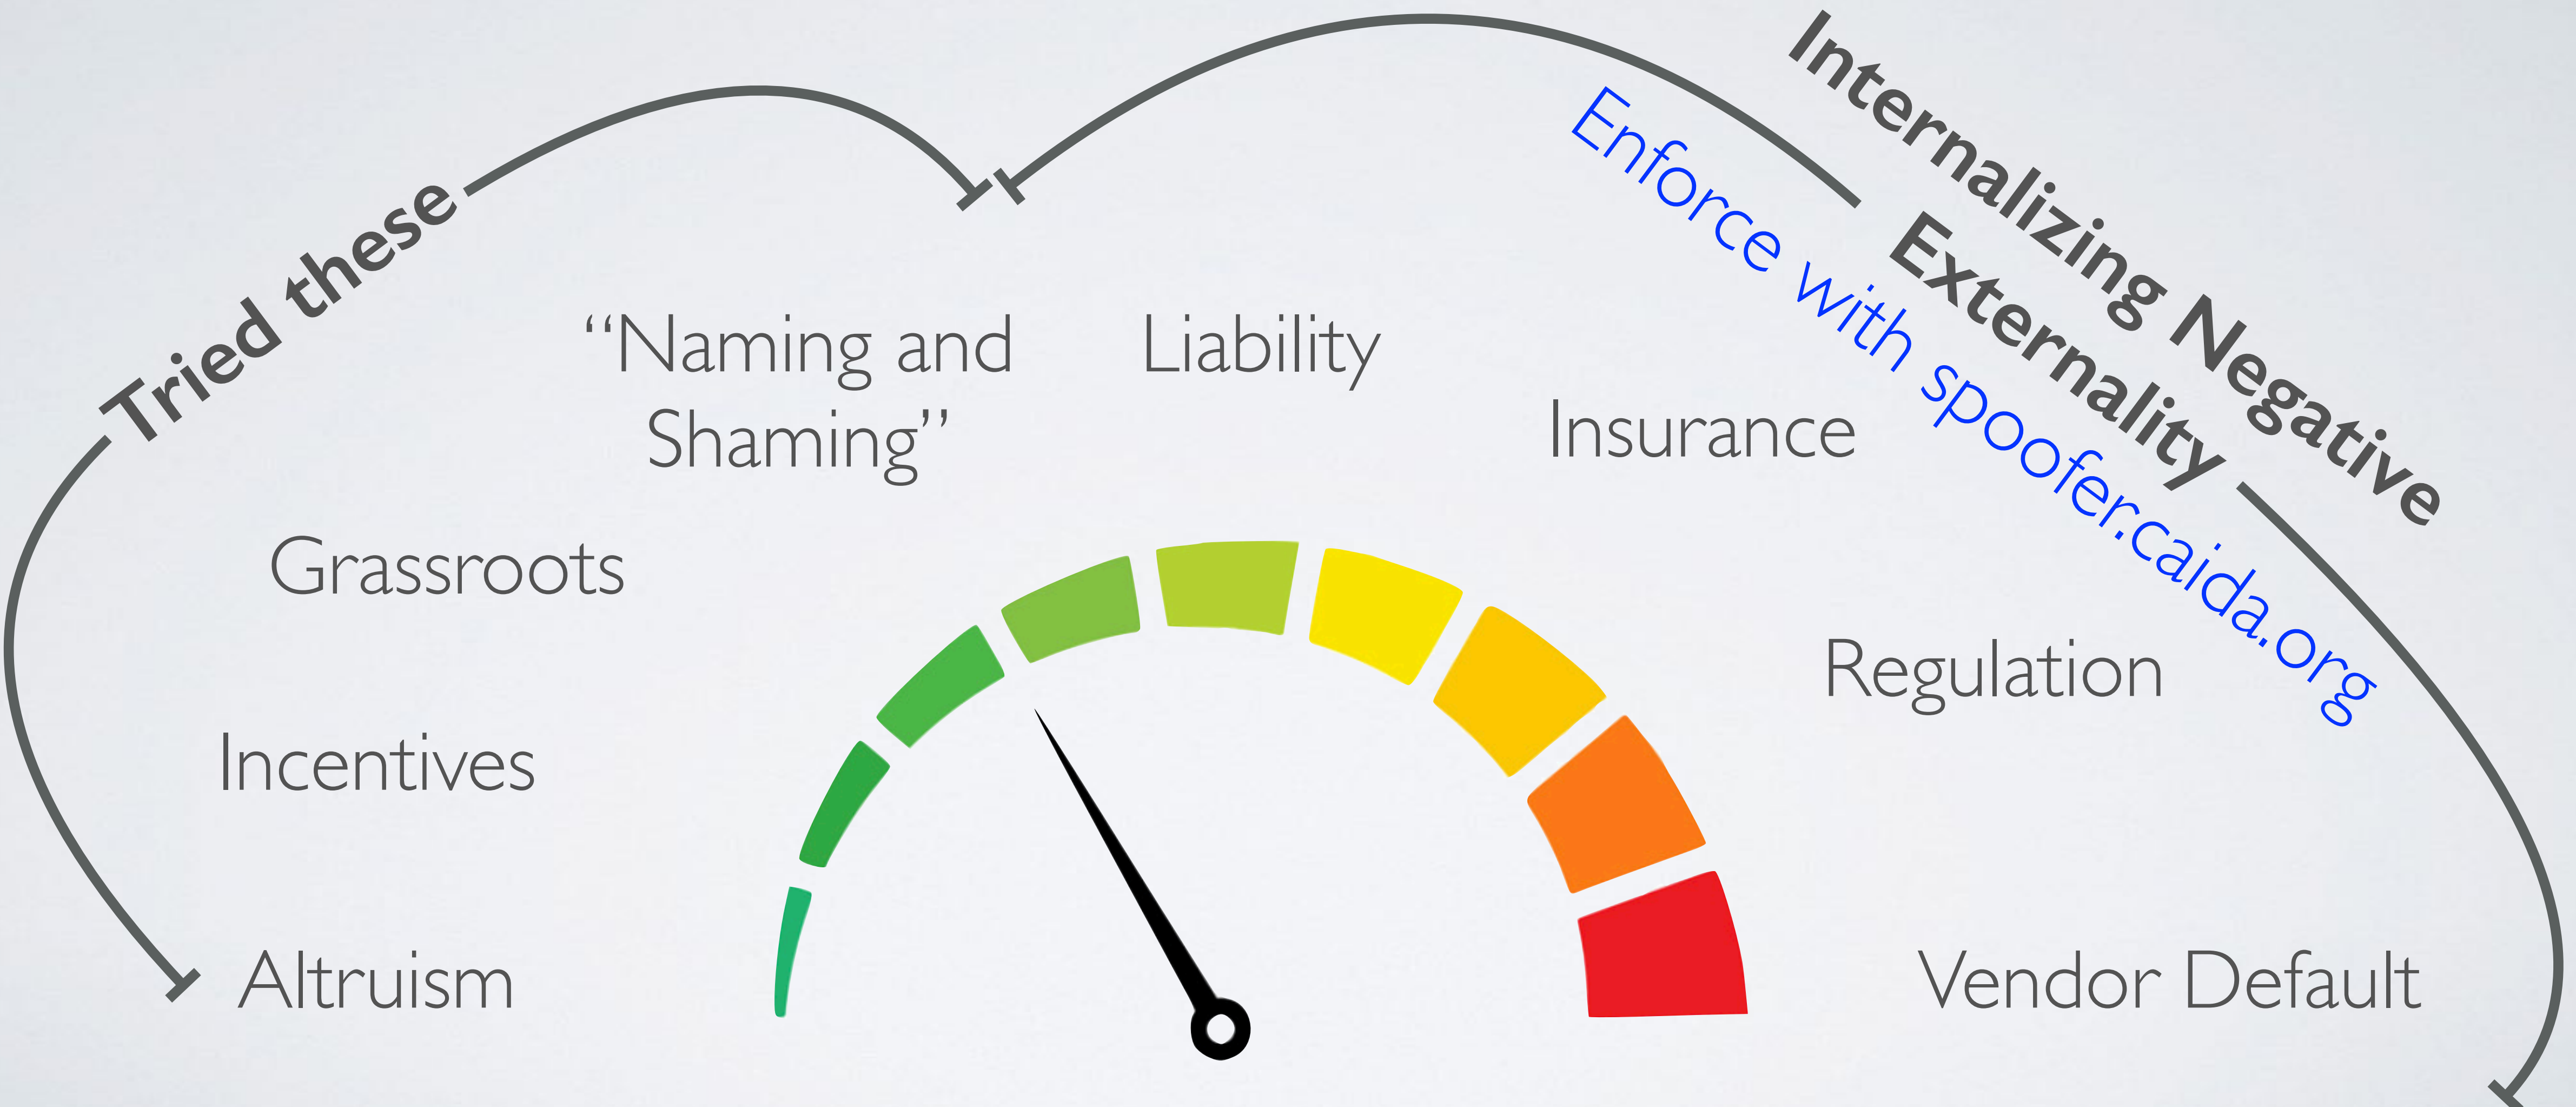 Tried these
Internalizing Negative
Externality
Enforce with spoofer.caida.org
“Naming and
Shaming”
Liability
Insurance
Grassroots
Regulation
Incentives
Altruism
Vendor Default